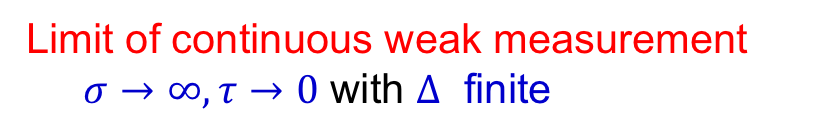 Limit of continuous weak measurement
σ → ∞, τ → 0 with Δ finite